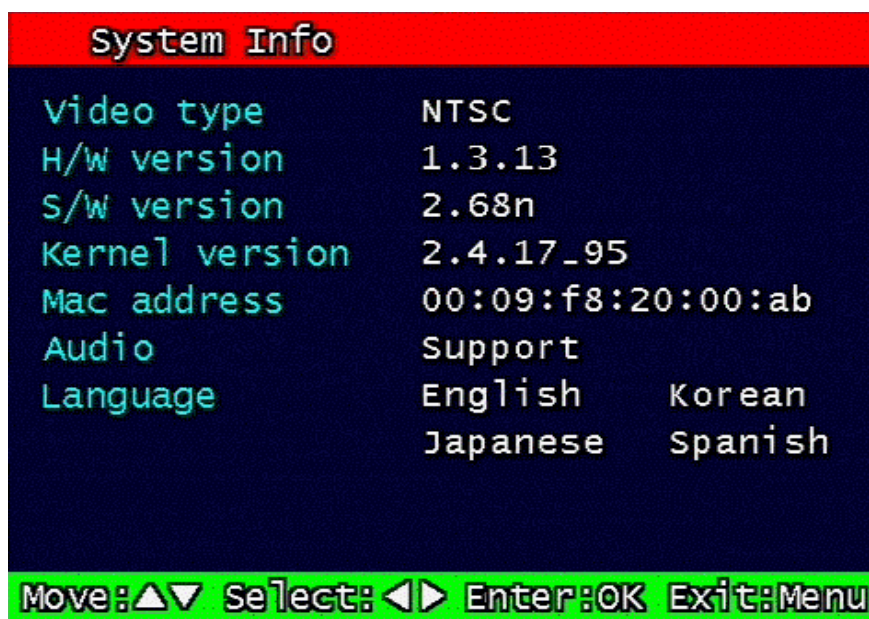 System Info
Video type NTSC
H/W version 1.3.13
S/W version 2.68n
Kernel version 2.4.17_95
Mac address 00:09:f8:20:00:ab
Audio Support
Language English Korean
Japanese Spanish
Move:△▽ Select:◁▷ Enter:OK Exit:Menu